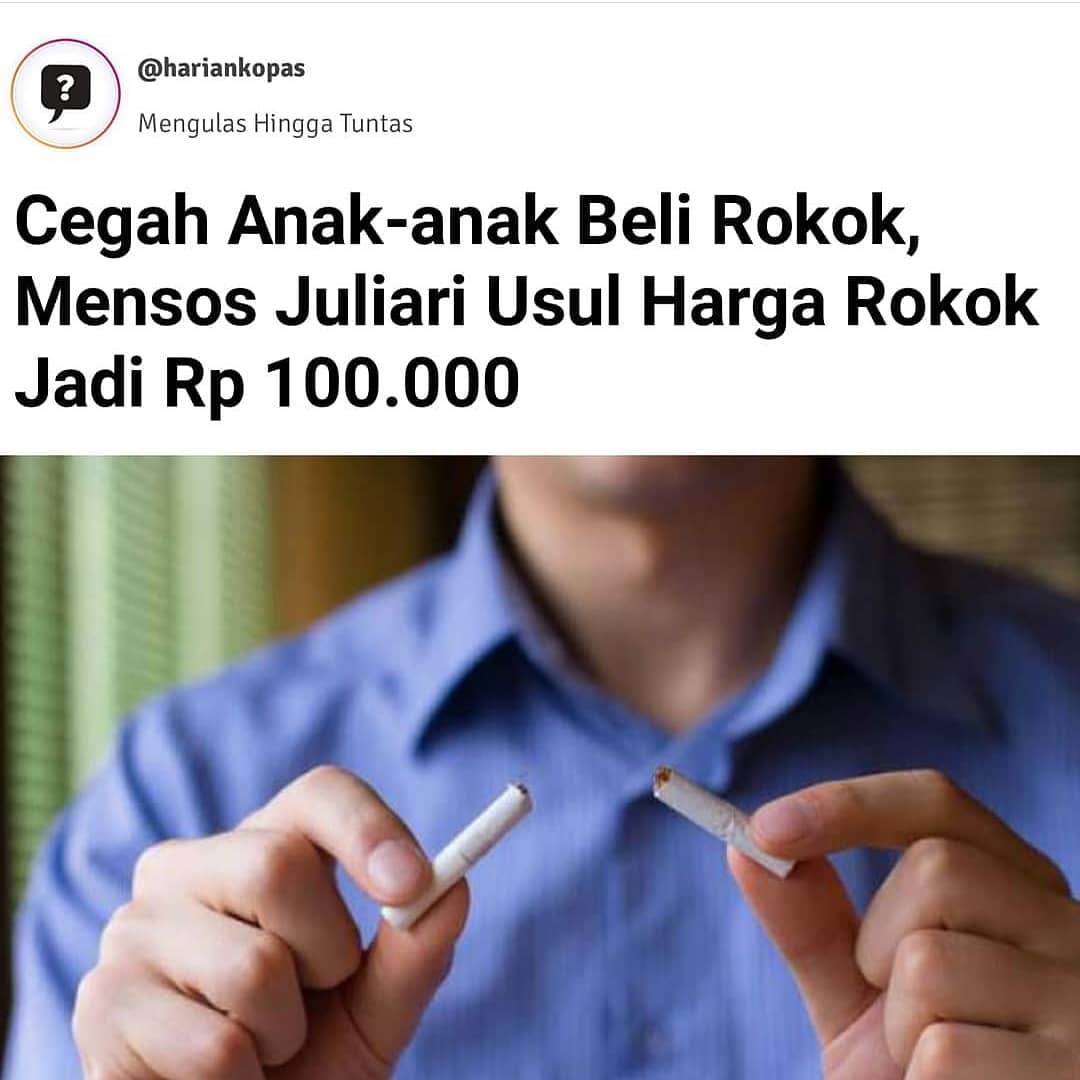 ?
@hariankopas
Mengulas Hingga Tuntas
Cegah Anak-anak Beli Rokok,
Mensos Juliari Usul Harga Rokok
Jadi Rp 100.000